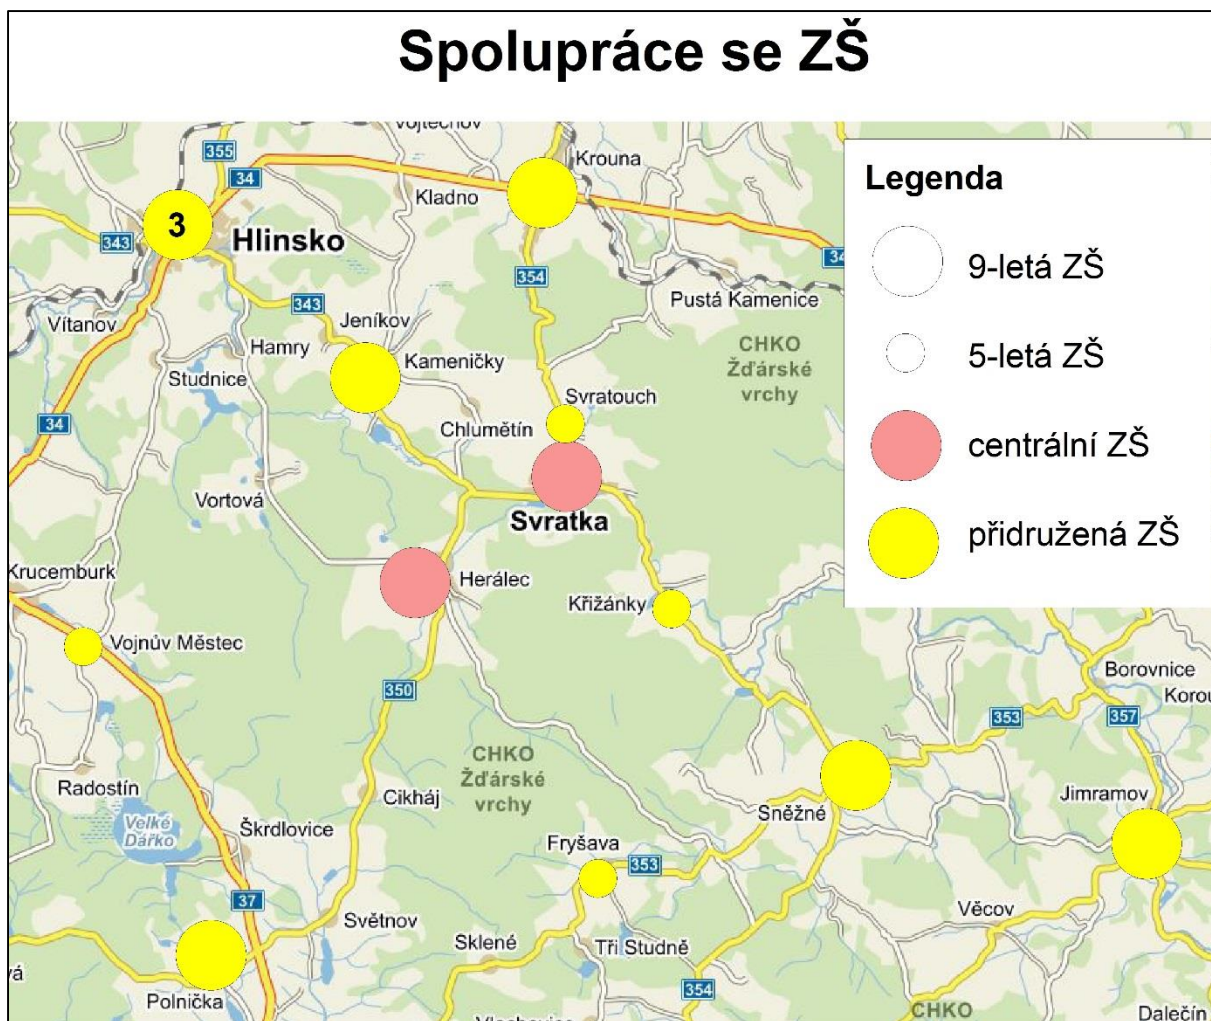 Spolupráce se ZŠ
Vojtěchov
355
34
Krouna
Kladno
3
Hlinsko
343
354
34
Legenda
9-letá ZŠ
5-letá ZŠ
centrální ZŠ
přidružená ZŠ
Pustá Kamenice
343
Vítanov
Jeníkov
Hamry
Kameničky
CHKO
Žďárské
vrchy
Studnice
Svratouch
34
Chlumětín
Vortová
Svratka
Krucemburk
Herálec
Křižánky
Vojnův Městec
350
Borovnice
Korou
353
357
CHKO
Žďárské
vrchy
Radostín
Cikháj
Jimramov
Sněžné
Velké
Dářko
Škrdlovice
Fryšava
353
37
Světnov
Věcov
Sklené
Tři Studně
vá
Polnička
354
CHKO
Dalečín